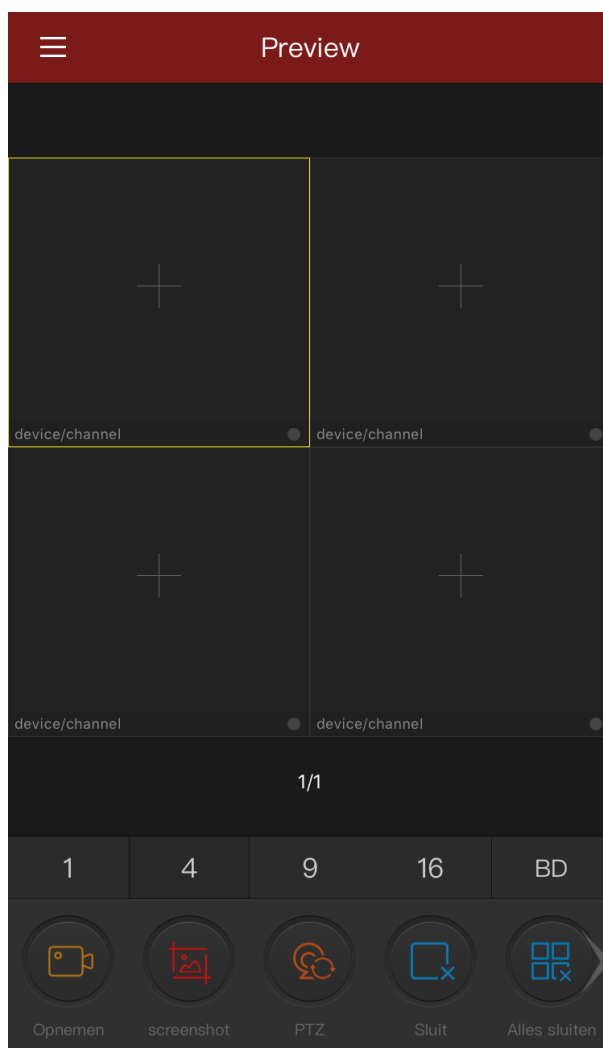 Preview
device/channel
device/channel
device/channel
device/channel
1/1
1 4 9 16 BD
Opnemen screenshot PTZ Sluit Alles sluiten